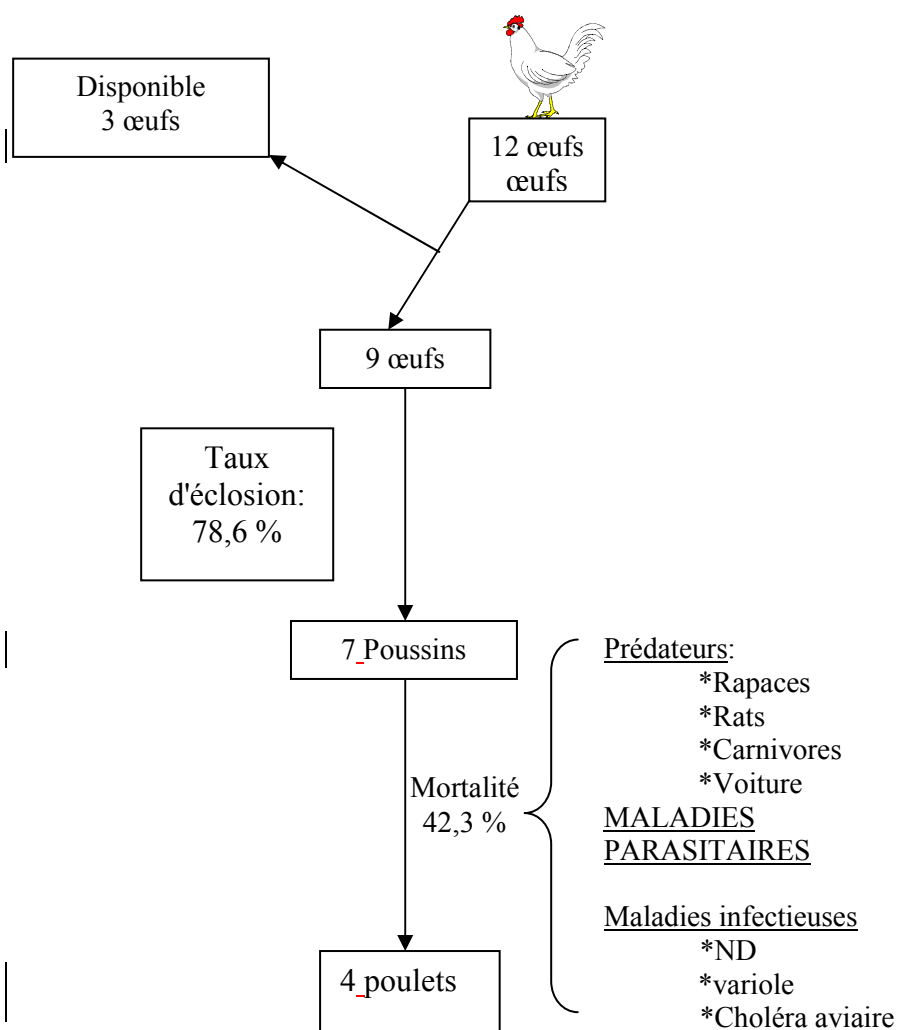 Disponible
3 œufs
12 œufs
œufs
9 œufs
Taux
d'éclosion:
78,6 %
7 Poussins
Mortalité
42,3 %
Prédateurs:
*Rapaces
*Rats
*Carnivores
*Voiture
MALADIES
PARASITAIRES
Maladies infectieuses
*ND
*variole
*Choléra aviaire
4 poulets